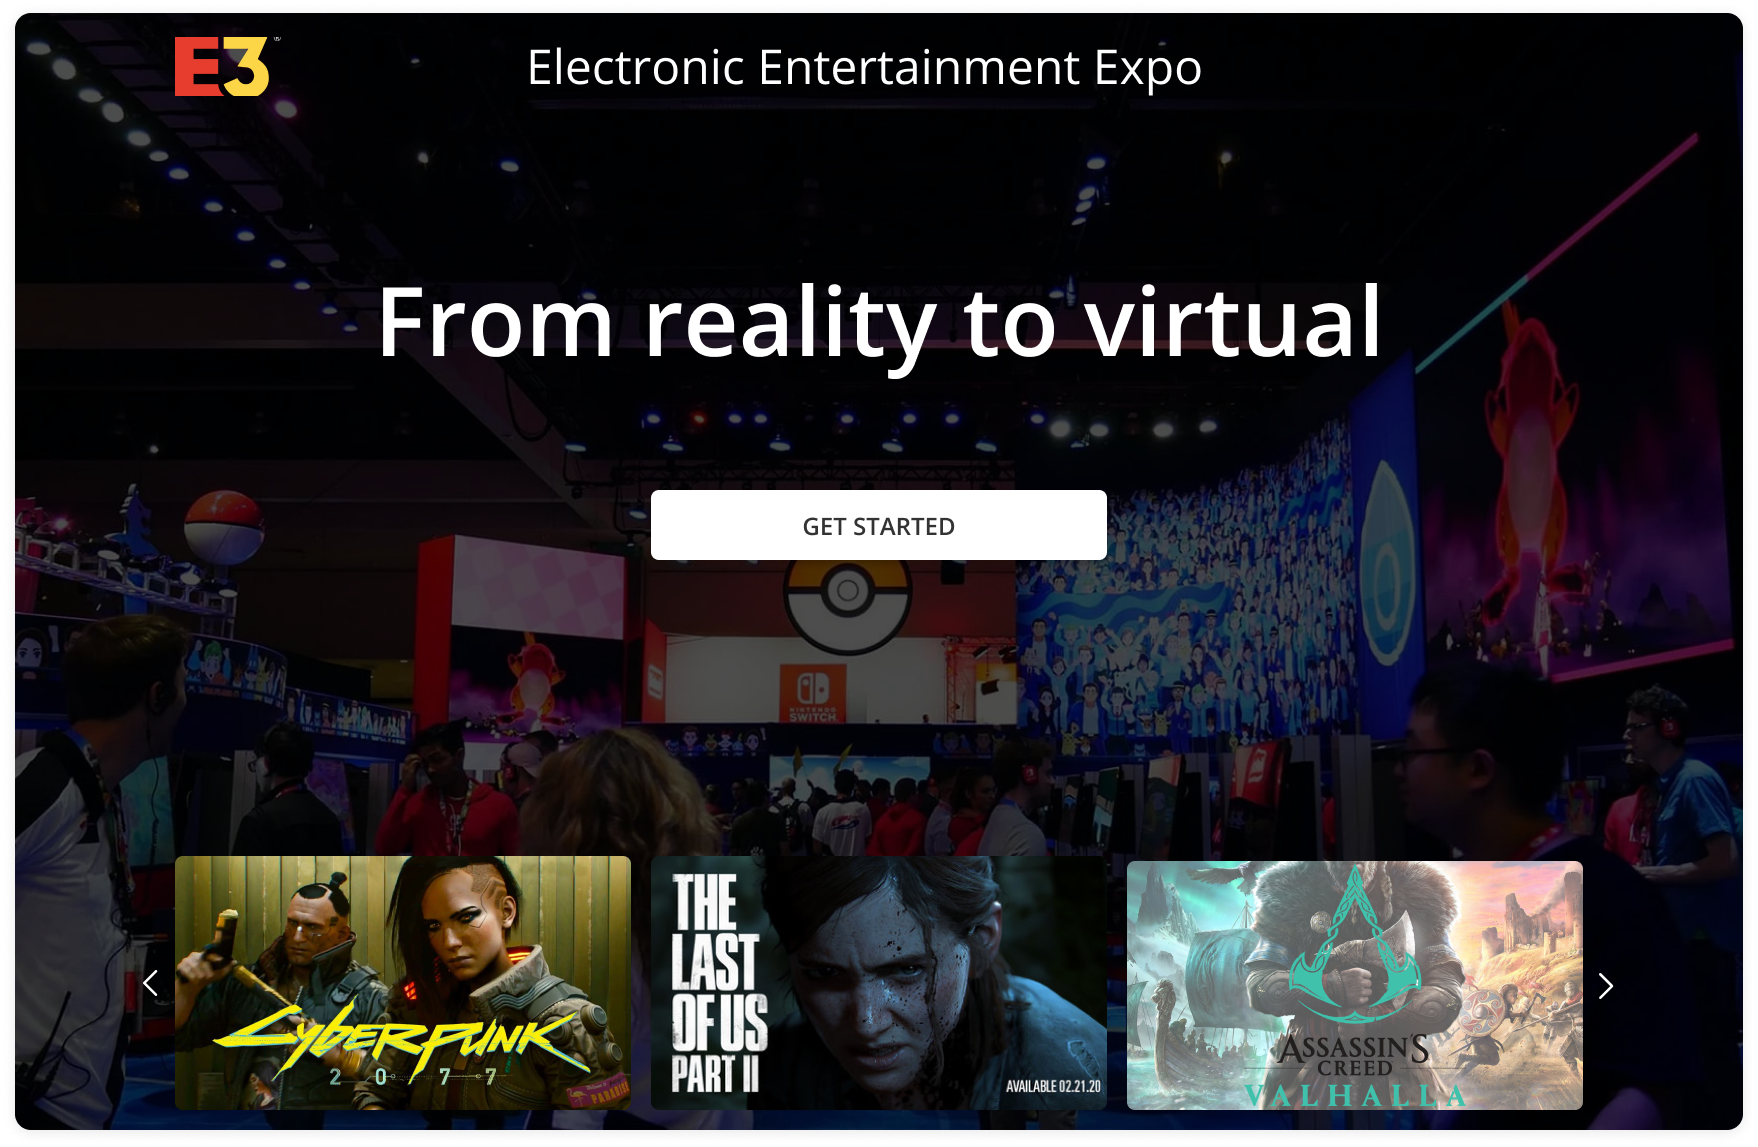 E3
Electronic Entertainment Expo
From reality to virtual
GET STARTED
NINTENDO
SWITCH
CYBERPUNK
2077
PARADISE
THE
LAST
OF US
PART II
AVAILABLE 02.21.20
ASSASSIN'S
CREED
VALHALLA